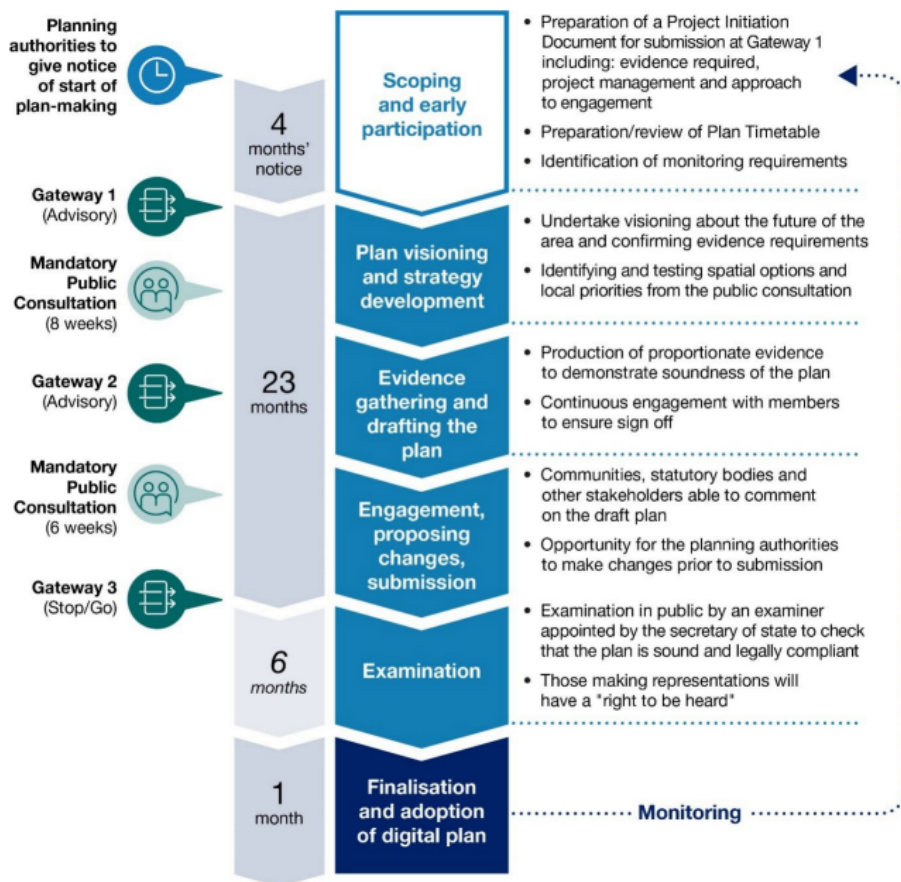 Planning
authorities to
give notice
of start of
plan-making
4
months'
notice
Scoping
and early
participation
• Preparation of a Project Initiation
Document for submission at Gateway 1
including: evidence required,
project management and approach
to engagement
• Preparation/review of Plan Timetable
• Identification of monitoring requirements
Gateway 1
(Advisory)
Mandatory
Public
Consultation
(8 weeks)
Gateway 2
(Advisory)
Mandatory
Public
Consultation
(6 weeks)
Gateway 3
(Stop/Go)
23
months
Plan visioning
and strategy
development
• Undertake visioning about the future of the
area and confirming evidence requirements
• Identifying and testing spatial options and
local priorities from the public consultation
Evidence
gathering and
drafting the
plan
• Production of proportionate evidence
to demonstrate soundness of the plan
• Continuous engagement with members
to ensure sign off
Engagement,
proposing
changes,
submission
• Communities, statutory bodies and
other stakeholders able to comment
on the draft plan
• Opportunity for the planning authorities
to make changes prior to submission
6
months
Examination
• Examination in public by an examiner
appointed by the secretary of state to check
that the plan is sound and legally compliant
• Those making representations will
have a "right to be heard"
1
month
Finalisation
and adoption
of digital plan
Monitoring